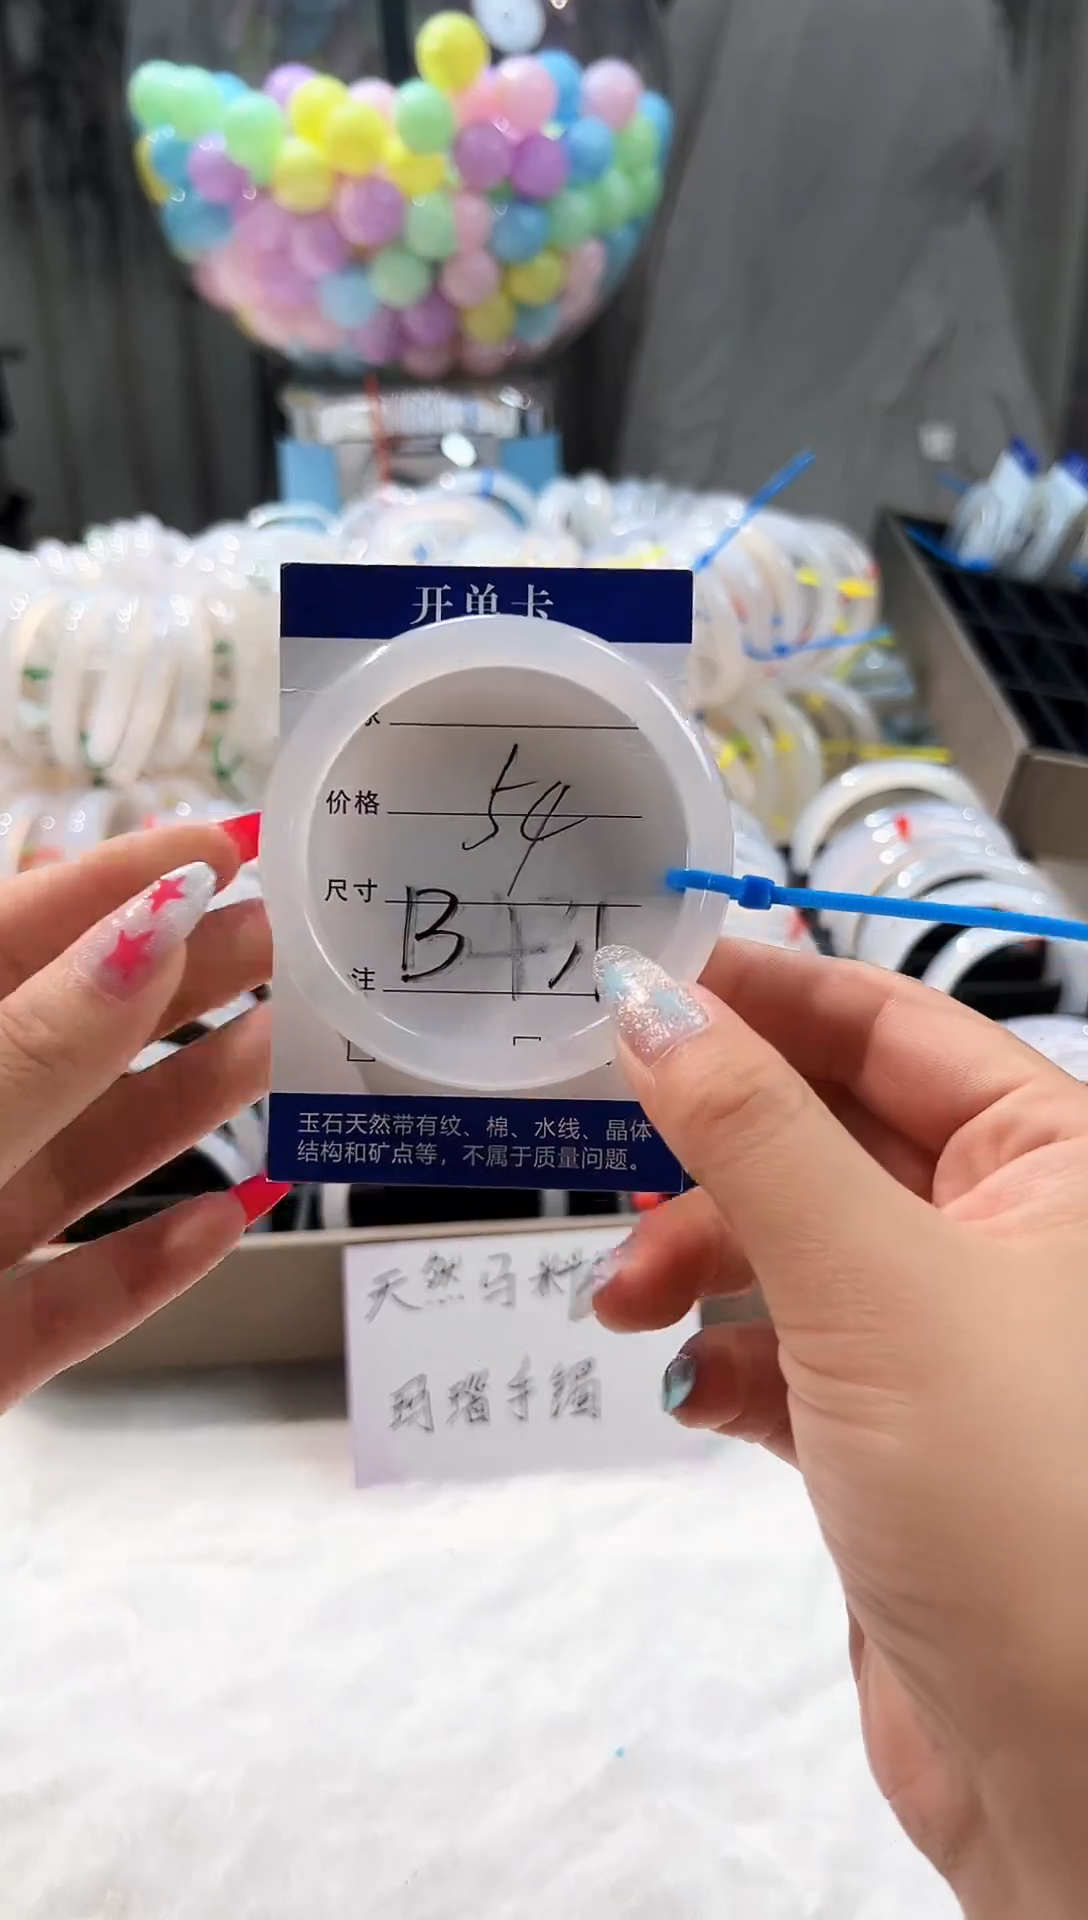 开单卡
价格
54
尺寸
B
注
玉石天然带有纹、棉、水线、晶体
结构和矿点等，不属于质量问题。
天然马料
玛瑙手镯